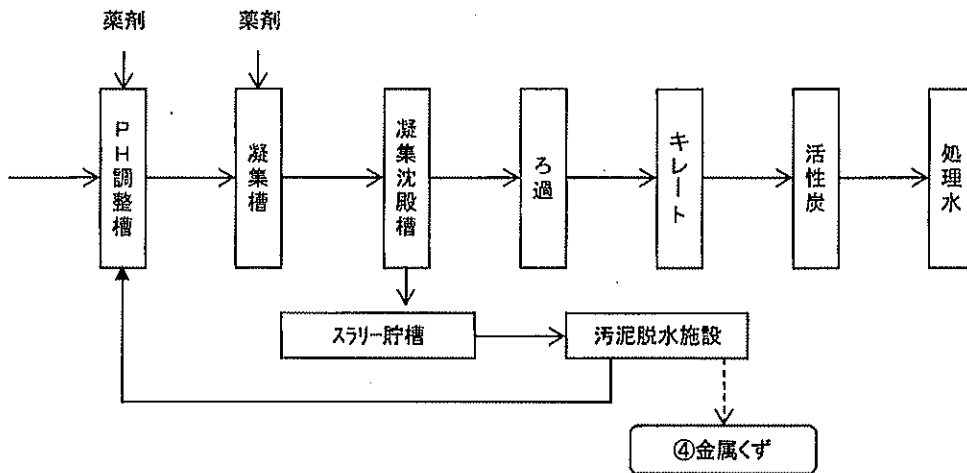 薬剤
薬剤
PH調整槽
凝集槽
凝集沈殿槽
ろ過
キレート
活性炭
処理水
スラリー貯槽
汚泥脱水施設
④金属くず